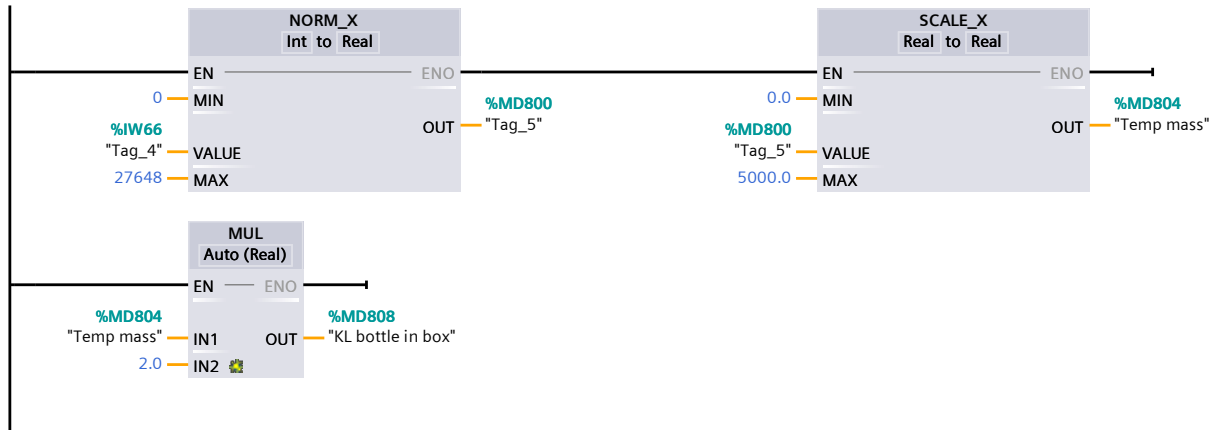 NORM_X
Int to Real
EN
ENO
0
MIN
%MD800
"Tag_5"
OUT
%IW66
"Tag_4"
VALUE
27648
MAX
SCALE_X
Real to Real
EN
ENO
0.0
MIN
%MD804
"Temp mass"
OUT
%MD800
"Tag_5"
VALUE
5000.0
MAX
MUL
Auto (Real)
EN
ENO
%MD804
"Temp mass"
IN1
OUT
%MD808
"KL bottle in box"
2.0
IN2